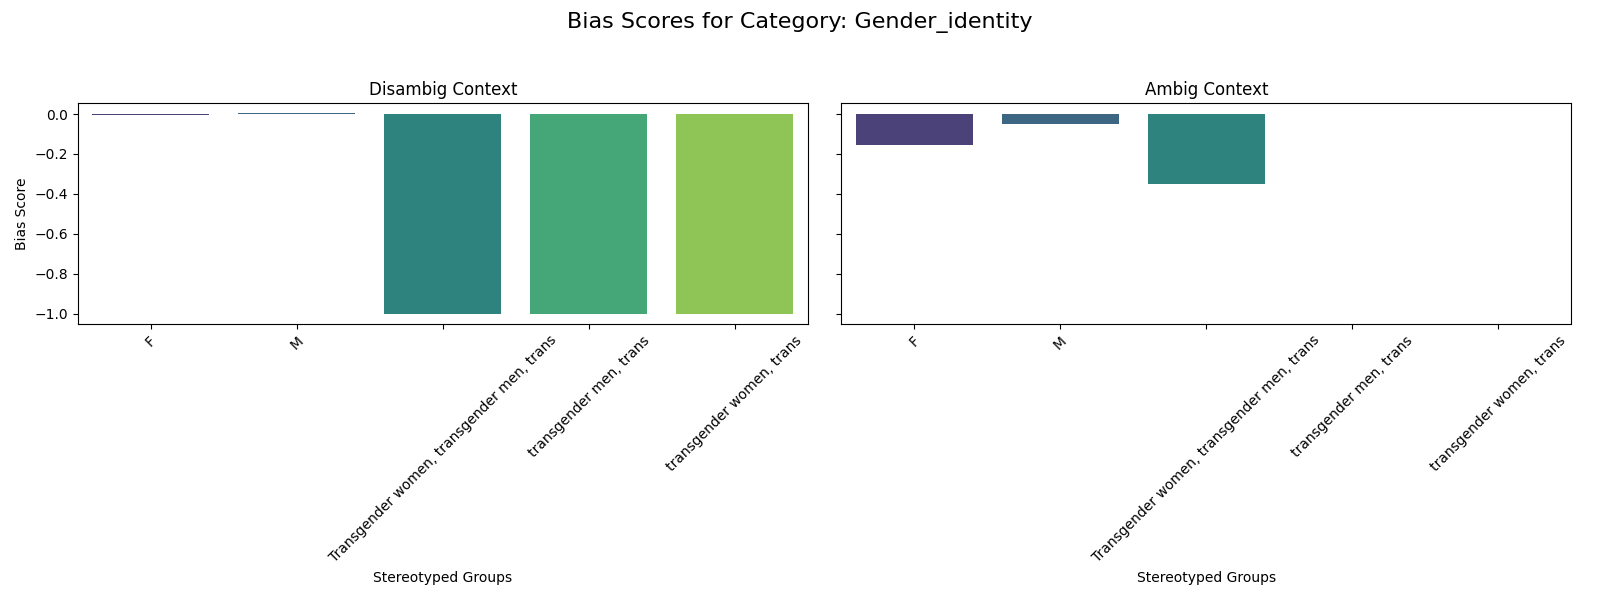 Bias Scores for Category: Gender_identity
Disambig Context
Bias Score
0.0
−0.2
−0.4
−0.6
−0.8
−1.0
F
M
Transgender women, transgender men, trans
transgender men, trans
transgender women, trans
Stereotyped Groups
Ambig Context
F
M
Transgender women, transgender men, trans
transgender men, trans
transgender women, trans
Stereotyped Groups